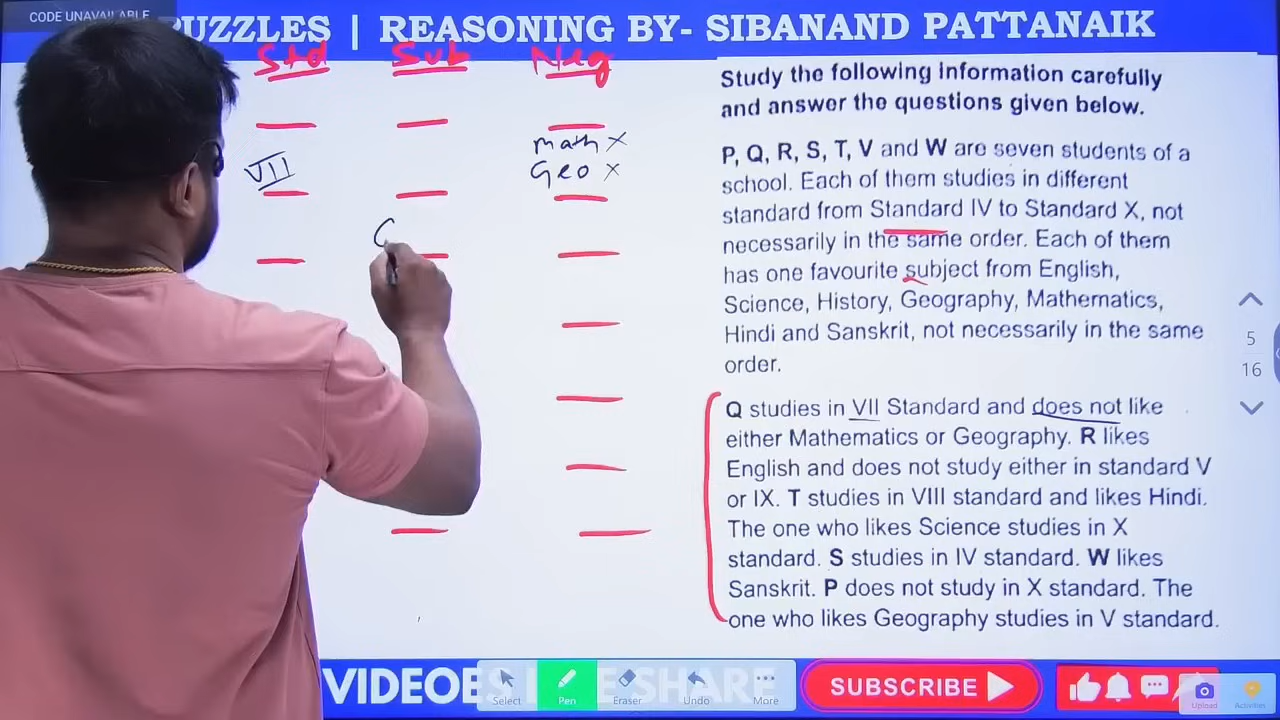 CODE UNAVAILABLE
PUZZLES | REASONING BY- SIBANAND PATTANAIK
Std Sub Neg
math ×
VII Geo ×
Study the following information carefully
and answer the questions given below.
P, Q, R, S, T, V and W are seven students of a
school. Each of them studies in different
standard from Standard IV to Standard X, not
necessarily in the same order. Each of them
has one favourite subject from English,
Science, History, Geography, Mathematics,
Hindi and Sanskrit, not necessarily in the same
order.
Q studies in VII Standard and does not like
either Mathematics or Geography. R likes
English and does not study either in standard V
or IX. T studies in VIII standard and likes Hindi.
The one who likes Science studies in X
standard. S studies in IV standard. W likes
Sanskrit. P does not study in X standard. The
one who likes Geography studies in V standard.
5
16
VIDEOES SHARE
Select Pen Eraser Undo More
SUBSCRIBE
Upload